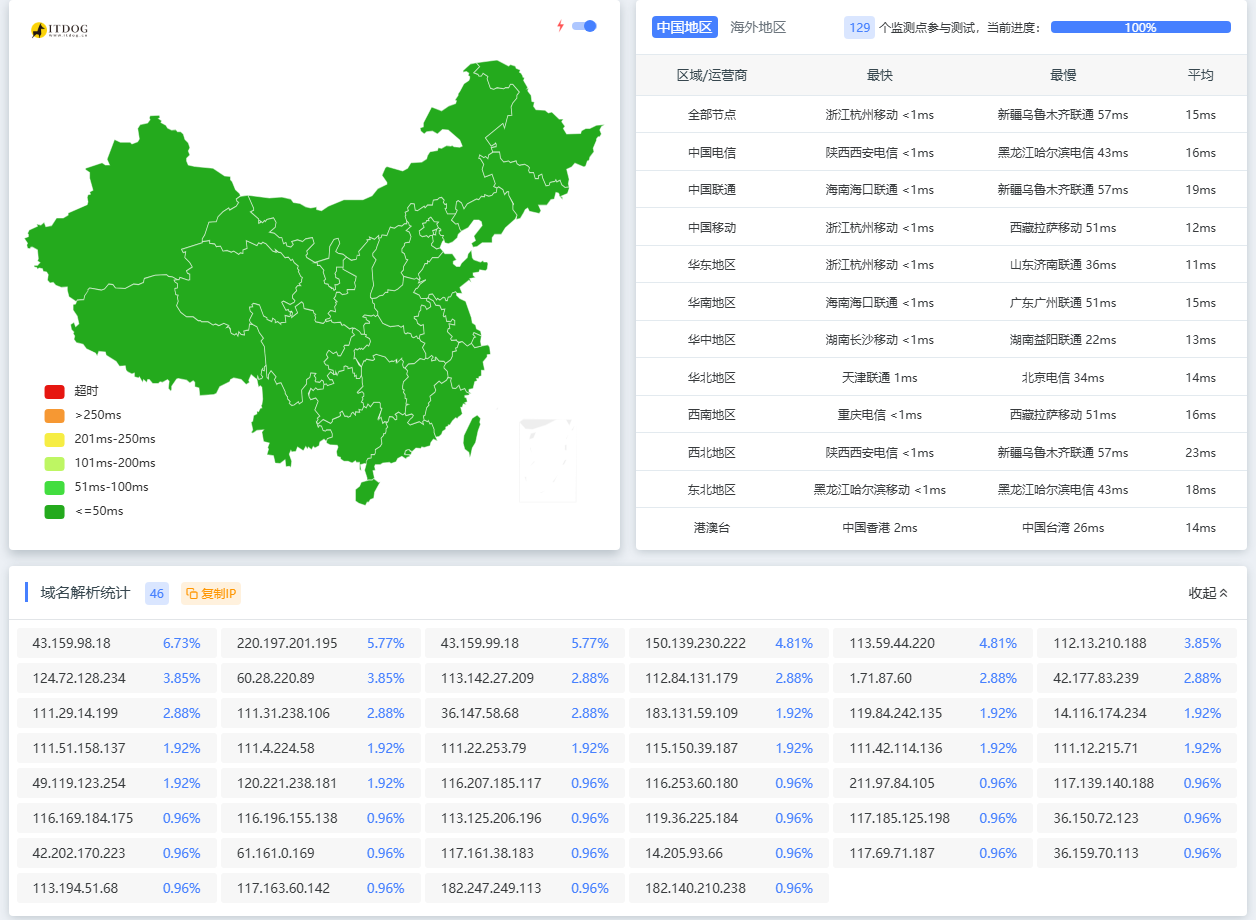 ITDOG
www.itdog.cn
超时
>250ms
201ms-250ms
101ms-200ms
51ms-100ms
<=50ms
中国地区 海外地区 129 个监测点参与测试，当前进度： 100%
区域/运营商 最快 最慢 平均
全部节点 浙江杭州移动 <1ms 新疆乌鲁木齐联通 57ms 15ms
中国电信 陕西西安电信 <1ms 黑龙江哈尔滨电信 43ms 16ms
中国联通 海南海口联通 <1ms 新疆乌鲁木齐联通 57ms 19ms
中国移动 浙江杭州移动 <1ms 西藏拉萨移动 51ms 12ms
华东地区 浙江杭州移动 <1ms 山东济南联通 36ms 11ms
华南地区 海南海口联通 <1ms 广东广州联通 51ms 15ms
华中地区 湖南长沙移动 <1ms 湖南益阳联通 22ms 13ms
华北地区 天津联通 1ms 北京电信 34ms 14ms
西南地区 重庆电信 <1ms 西藏拉萨移动 51ms 16ms
西北地区 陕西西安电信 <1ms 新疆乌鲁木齐联通 57ms 23ms
东北地区 黑龙江哈尔滨移动 <1ms 黑龙江哈尔滨电信 43ms 18ms
港澳台 中国香港 2ms 中国台湾 26ms 14ms
域名解析统计 46 复制IP 收起
43.159.98.18 6.73% 220.197.201.195 5.77% 43.159.99.18 5.77% 150.139.230.222 4.81% 113.59.44.220 4.81% 112.13.210.188 3.85%
124.72.128.234 3.85% 60.28.220.89 3.85% 113.142.27.209 2.88% 112.84.131.179 2.88% 1.71.87.60 2.88% 42.177.83.239 2.88%
111.29.14.199 2.88% 111.31.238.106 2.88% 36.147.58.68 2.88% 183.131.59.109 1.92% 119.84.242.135 1.92% 14.116.174.234 1.92%
111.51.158.137 1.92% 111.4.224.58 1.92% 111.22.253.79 1.92% 115.150.39.187 1.92% 111.42.114.136 1.92% 111.12.215.71 1.92%
49.119.123.254 1.92% 120.221.238.181 1.92% 116.207.185.117 0.96% 116.253.60.180 0.96% 211.97.84.105 0.96% 117.139.140.188 0.96%
116.169.184.175 0.96% 116.196.155.138 0.96% 113.125.206.196 0.96% 119.36.225.184 0.96% 117.185.125.198 0.96% 36.150.72.123 0.96%
42.202.170.223 0.96% 61.161.0.169 0.96% 117.161.38.183 0.96% 14.205.93.66 0.96% 117.69.71.187 0.96% 36.159.70.113 0.96%
113.194.51.68 0.96% 117.163.60.142 0.96% 182.247.249.113 0.96% 182.140.210.238 0.96%